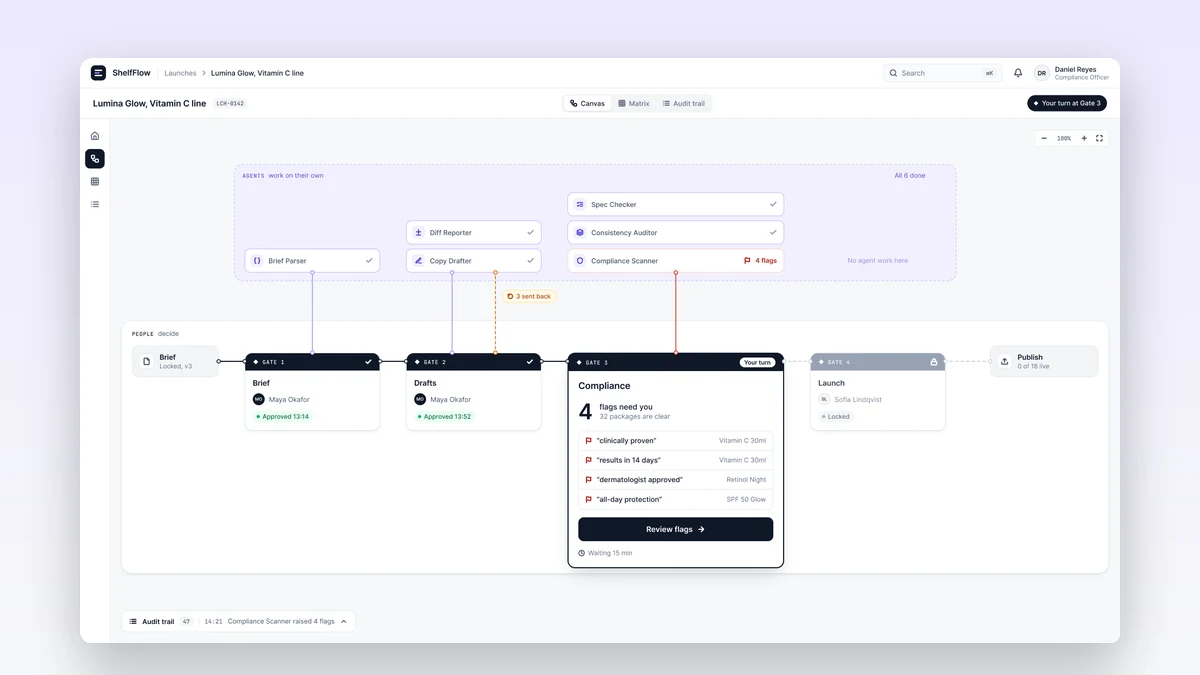 ShelfFlow
Launches > Lumina Glow, Vitamin C line
Search
⌘K
DR
Daniel Reyes
Compliance Officer
Lumina Glow, Vitamin C line
LCH-0142
Canvas
Matrix
Audit trail
Your turn at Gate 3
100%
AGENTS work on their own
All 6 done
Spec Checker
Diff Reporter
Consistency Auditor
Brief Parser
Copy Drafter
Compliance Scanner
4 flags
No agent work here
3 sent back
PEOPLE decide
Brief
Locked, v3
GATE 1
Brief
MO
Maya Okafor
Approved 13:14
GATE 2
Drafts
MO
Maya Okafor
Approved 13:52
GATE 3
Your turn
Compliance
4
flags need you
32 packages are clear
"clinically proven"
Vitamin C 30ml
"results in 14 days"
Vitamin C 30ml
"dermatologist approved"
Retinol Night
"all-day protection"
SPF 50 Glow
Review flags →
Waiting 15 min
GATE 4
Launch
SL
Sofia Lindqvist
Locked
Publish
0 of 18 live
Audit trail
47
14:21
Compliance Scanner raised 4 flags